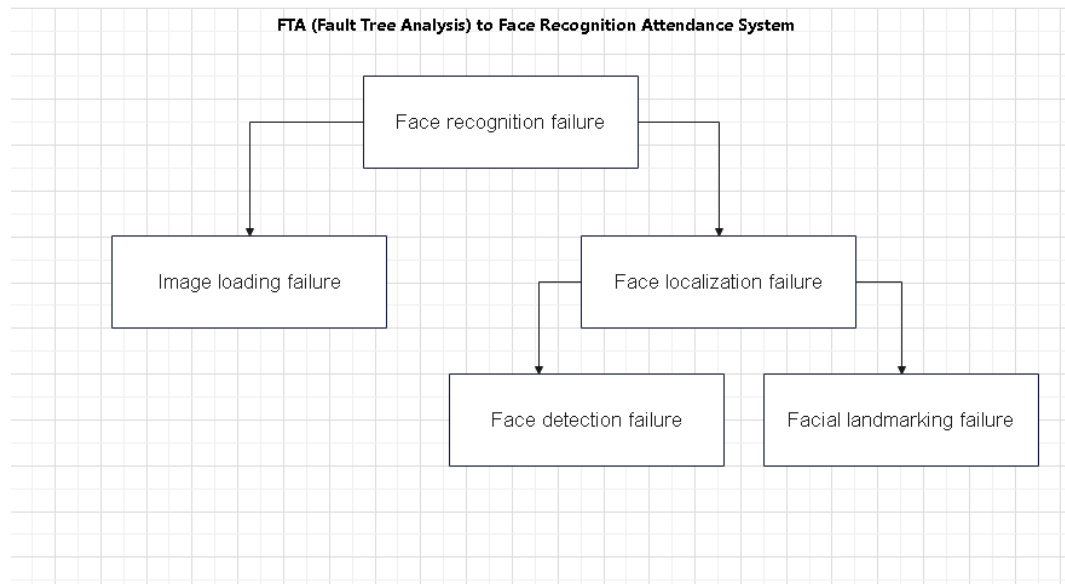 FTA (Fault Tree Analysis) to Face Recognition Attendance System
Face recognition failure
Image loading failure
Face localization failure
Face detection failure
Facial landmarking failure